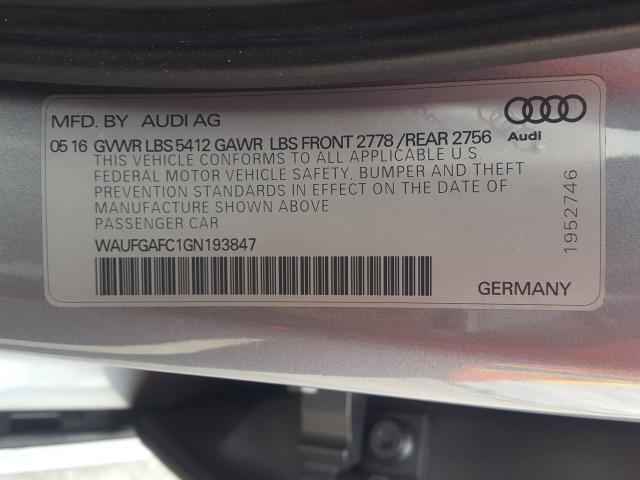 MFD. BY AUDI AG
05 16 GVWR LBS 5412 GAWR LBS FRONT 2778 /REAR 2756
THIS VEHICLE CONFORMS TO ALL APPLICABLE U.S.
FEDERAL MOTOR VEHICLE SAFETY, BUMPER AND THEFT
PREVENTION STANDARDS IN EFFECT ON THE DATE OF
MANUFACTURE SHOWN ABOVE
PASSENGER CAR
WAUFGAFC1GN193847
Audi
1952746
GERMANY